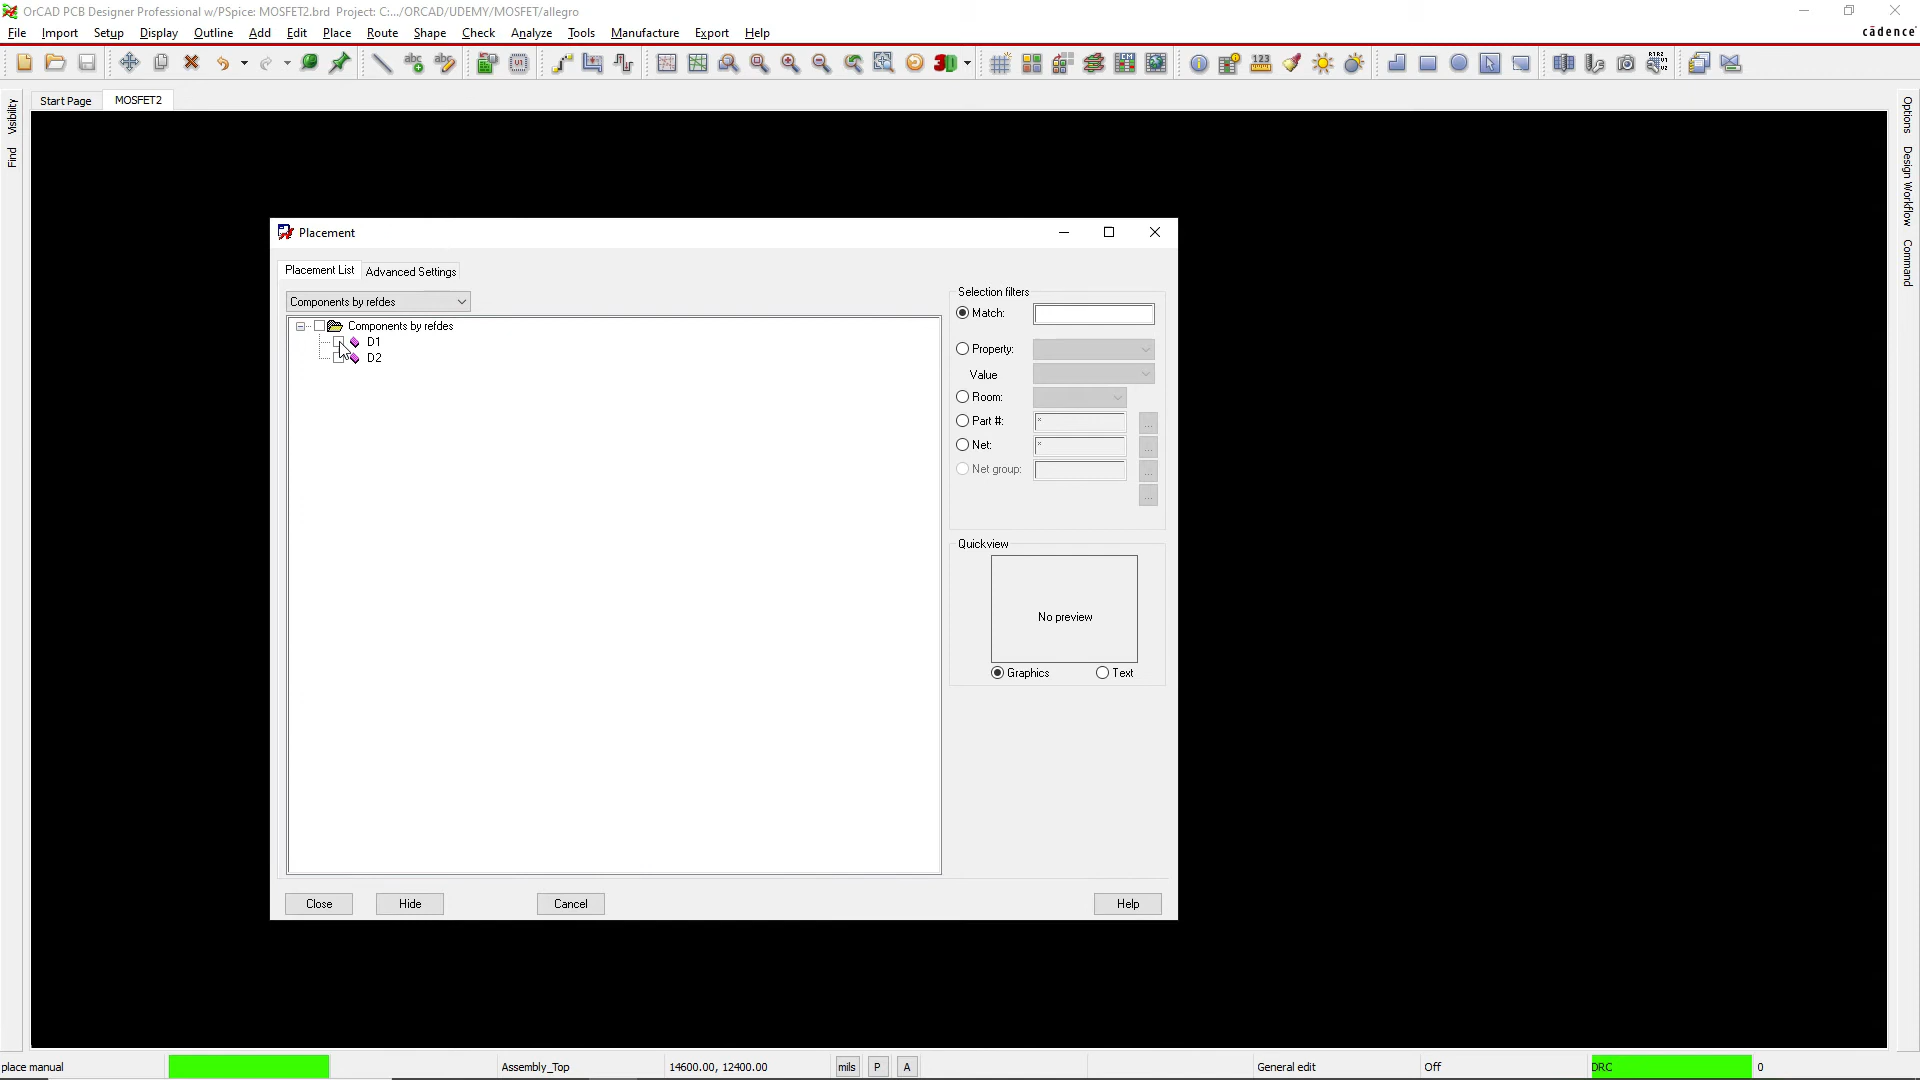 OrCAD PCB Designer Professional w/PSpice: MOSFET2.brd  Project: C:.../ORCAD/UDEMY/MOSFET/allegro
File Import Setup Display Outline Add Edit Place Route Shape Check Analyze Tools Manufacture Export Help
cādence
Start Page MOSFET2
Visibility
Find
Options
Design Workflow
Command
Placement
Placement List Advanced Settings
Components by refdes
Components by refdes
D1
D2
Selection filters
Match:
Property:
Value
Room:
Part #: *
...
Net: *
...
Net group:
...
...
Quickview
No preview
Graphics Text
Close Hide Cancel Help
place manual Assembly_Top 14600.00, 12400.00 mils P A General edit Off DRC 0